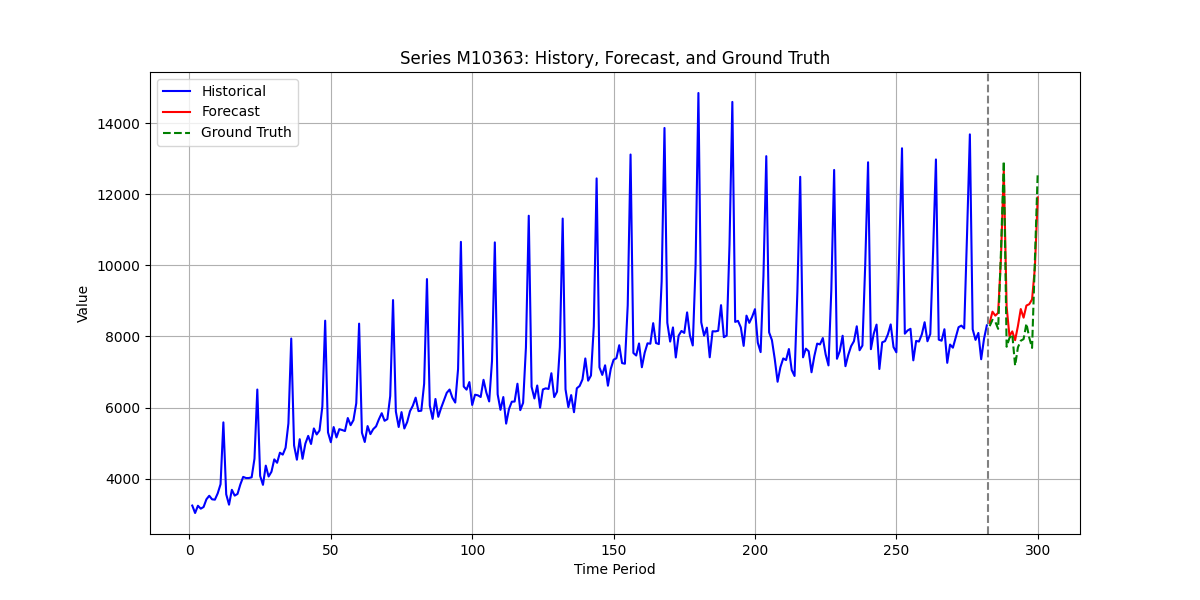 Series M10363: History, Forecast, and Ground Truth
Historical
Forecast
Ground Truth
14000
12000
10000
8000
6000
4000
Value
0 50 100 150 200 250 300
Time Period